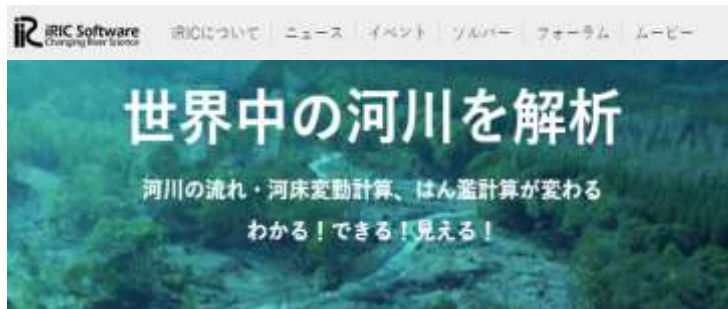 iRIC Software
Changing River Science
iRICについて
ニュース
イベント
ソルバー
フォーラム
ムービー
世界中の河川を解析
河川の流れ・河床変動計算、はん濫計算が変わる
わかる！できる！見える！